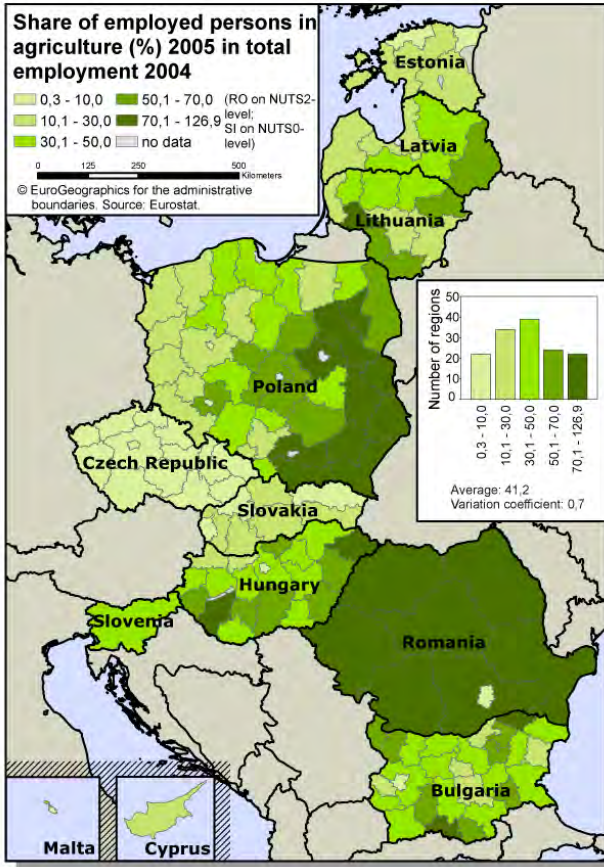 Share of employed persons in
agriculture (%) 2005 in total
employment 2004
0,3 - 10,0
10,1 - 30,0
30,1 - 50,0
50,1 - 70,0
70,1 - 126,9
no data
(RO on NUTS2-
level;
SI on NUTS0-
level)
0 125 250 500
Kilometers
© EuroGeographics for the administrative
boundaries. Source: Eurostat.
Estonia
Latvia
Lithuania
Poland
Czech Republic
Slovakia
Hungary
Slovenia
Romania
Bulgaria
Malta
Cyprus
Number of regions
50
40
30
20
10
0
0,3 - 10,0
10,1 - 30,0
30,1 - 50,0
50,1 - 70,0
70,1 - 126,9
Average: 41,2
Variation coefficient: 0,7